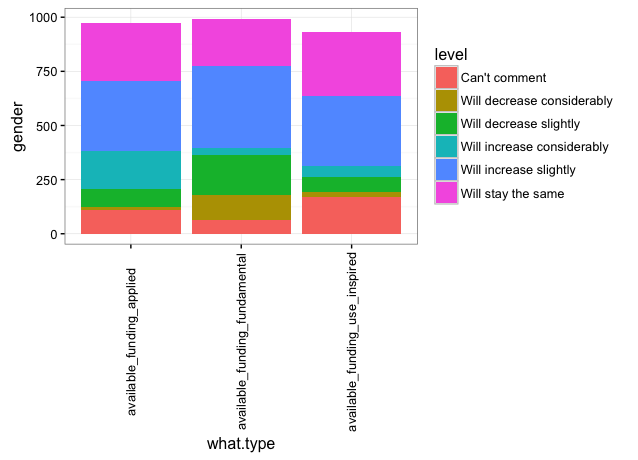 1000
750
500
250
0
gender
available_funding_applied
available_funding_fundamental
available_funding_use_inspired
what.type
level
Can't comment
Will decrease considerably
Will decrease slightly
Will increase considerably
Will increase slightly
Will stay the same